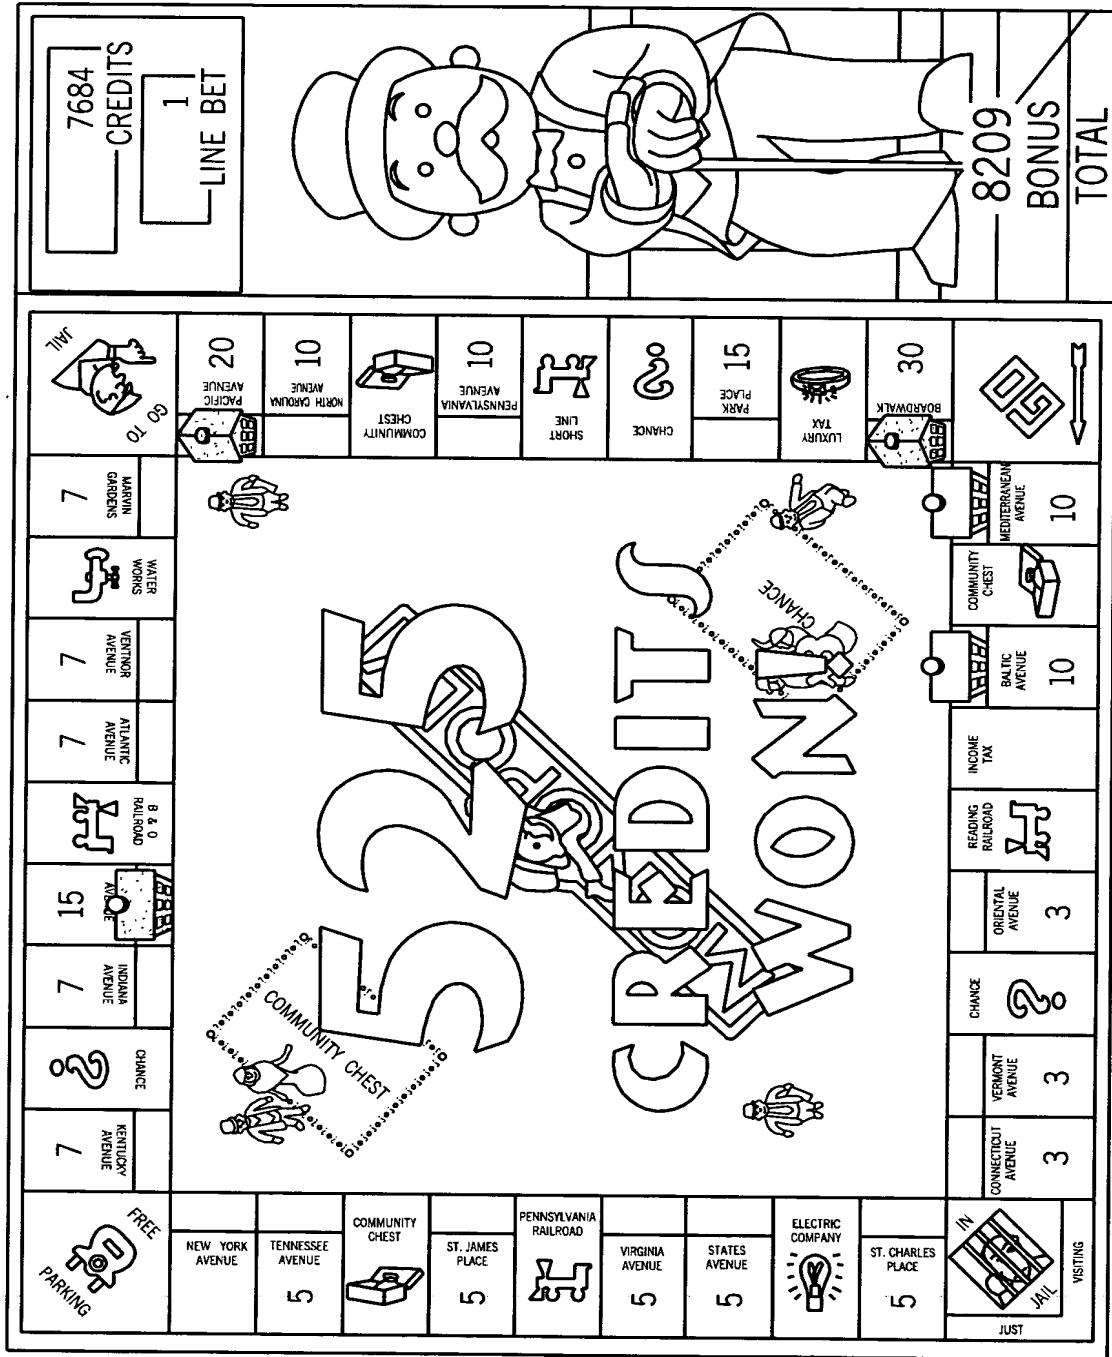 7684
CREDITS
1
LINE BET
8209
BONUS
TOTAL
GO TO
JAIL
20
PACIFIC
AVENUE
10
NORTH CAROLINA
AVENUE
COMMUNITY
CHEST
10
PENNSYLVANIA
AVENUE
SHORT
LINE
CHANCE
15
PARK
PLACE
LUXURY
TAX
30
BOARDWALK
GO
MEDITERRANEAN
AVENUE
10
COMMUNITY
CHEST
BALTIC
AVENUE
10
INCOME
TAX
READING
RAILROAD
ORIENTAL
AVENUE
3
CHANCE
VERMONT
AVENUE
3
CONNECTICUT
AVENUE
3
IN
JAIL
JUST
VISITING
ST. CHARLES
PLACE
5
ELECTRIC
COMPANY
STATES
AVENUE
5
VIRGINIA
AVENUE
5
PENNSYLVANIA
RAILROAD
ST. JAMES
PLACE
5
COMMUNITY
CHEST
TENNESSEE
AVENUE
5
NEW YORK
AVENUE
FREE
PARKING
7
KENTUCKY
AVENUE
CHANCE
7
INDIANA
AVENUE
15
AVENUE
B & O
RAILROAD
7
ATLANTIC
AVENUE
7
VENTNOR
AVENUE
WATER
WORKS
7
MARVIN
GARDENS
COMMUNITY CHEST
CHANCE
525
CREDITS
WON